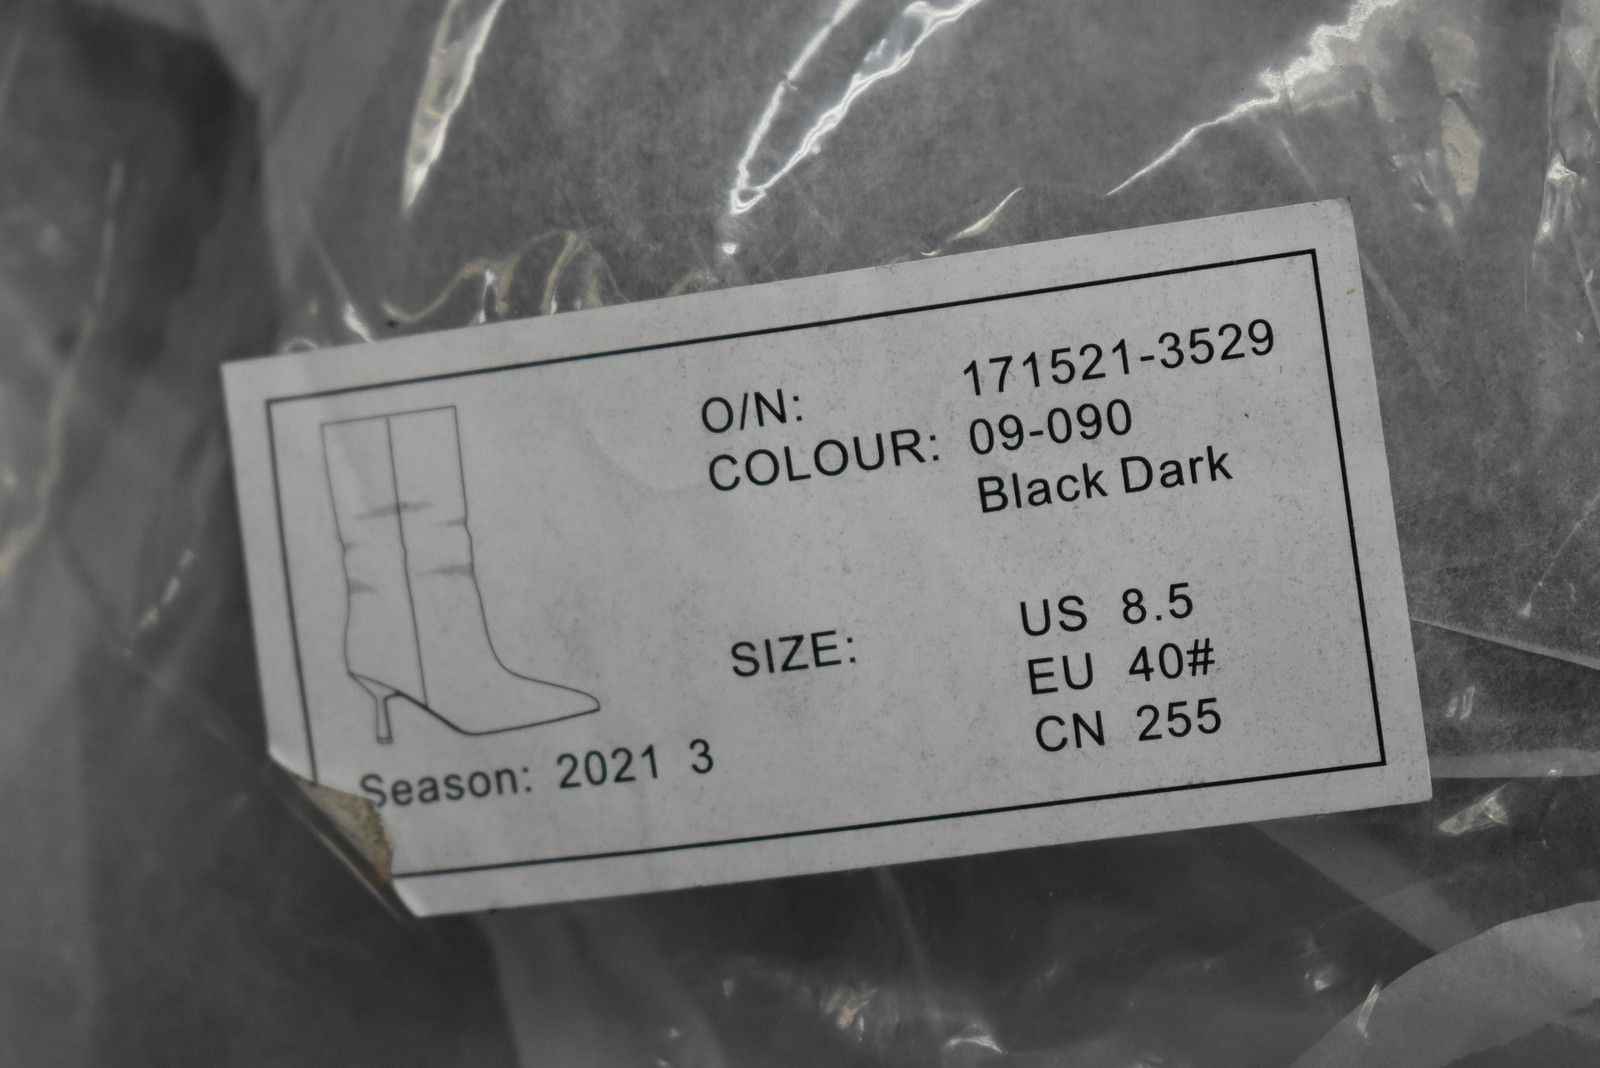 O/N: 171521-3529
COLOUR: 09-090
Black Dark
SIZE: US 8.5
EU 40#
CN 255
Season: 2021 3